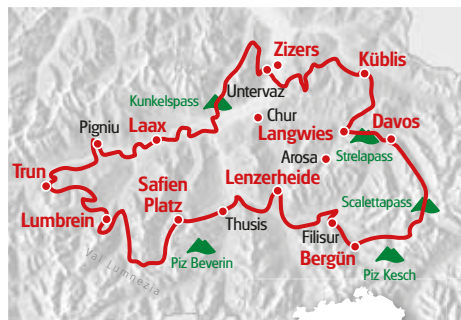 Zizers
Untervaz
Küblis
Kunkelspass
Chur
Laax
Pigniu
Langwies
Davos
Strelapass
Arosa
Trun
Safien
Platz
Lenzerheide
Scalettapass
Lumbrein
Thusis
Filisur
Bergün
Val Lumnezia
Piz Beverin
Piz Kesch